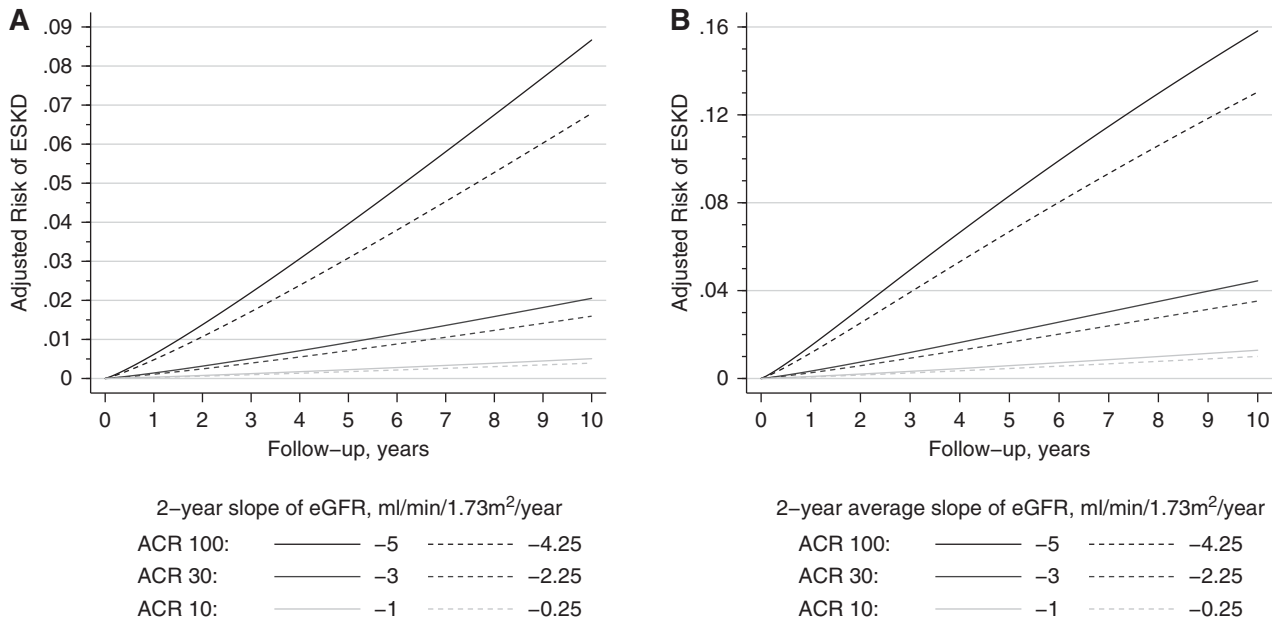 A
Adjusted Risk of ESKD
.09
.08
.07
.06
.05
.04
.03
.02
.01
0
0 1 2 3 4 5 6 7 8 9 10
Follow−up, years
2−year slope of eGFR, ml/min/1.73m²/year
ACR 100: −5 −4.25
ACR 30: −3 −2.25
ACR 10: −1 −0.25
B
Adjusted Risk of ESKD
.16
.12
.08
.04
0
0 1 2 3 4 5 6 7 8 9 10
Follow−up, years
2−year average slope of eGFR, ml/min/1.73m²/year
ACR 100: −5 −4.25
ACR 30: −3 −2.25
ACR 10: −1 −0.25